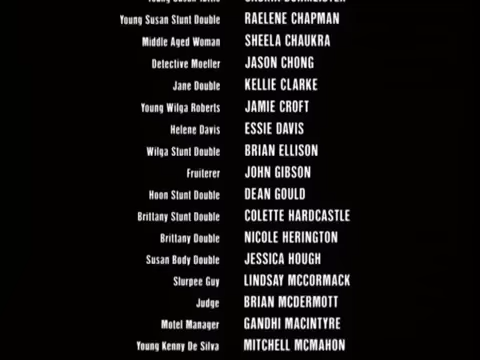 Young Susan Stunt Double RAELENE CHAPMAN
Middle Aged Woman SHEELA CHAUKRA
Detective Moeller JASON CHONG
Jane Double KELLIE CLARKE
Young Wilga Roberts JAMIE CROFT
Helene Davis ESSIE DAVIS
Wilga Stunt Double BRIAN ELLISON
Fruiterer JOHN GIBSON
Hoon Stunt Double DEAN GOULD
Brittany Stunt Double COLETTE HARDCASTLE
Brittany Double NICOLE HERINGTON
Susan Body Double JESSICA HOUGH
Slurpee Guy LINDSAY MCCORMACK
Judge BRIAN MCDERMOTT
Motel Manager GANDHI MACINTYRE
Young Kenny De Silva MITCHELL MCMAHON